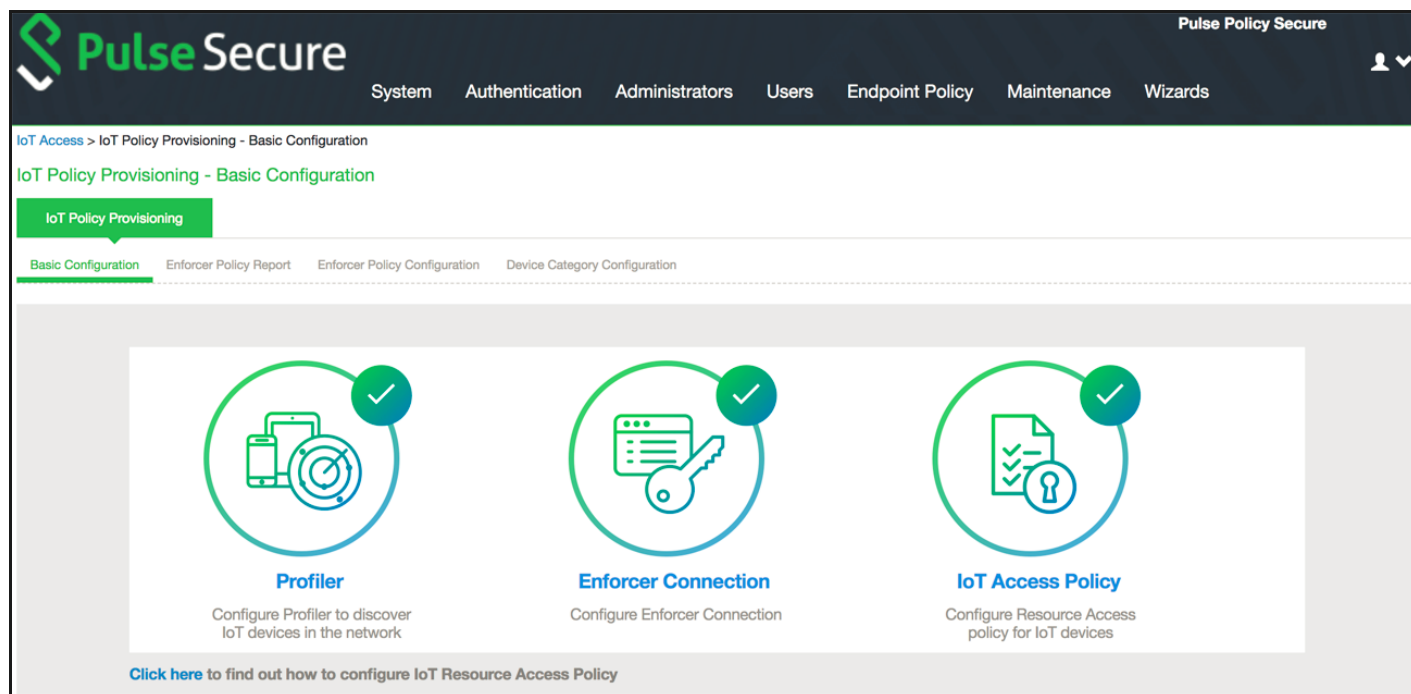 Pulse Policy Secure
Pulse Secure
System Authentication Administrators Users Endpoint Policy Maintenance Wizards
IoT Access > IoT Policy Provisioning - Basic Configuration
IoT Policy Provisioning - Basic Configuration
IoT Policy Provisioning
Basic Configuration Enforcer Policy Report Enforcer Policy Configuration Device Category Configuration
Profiler
Configure Profiler to discover
IoT devices in the network
Enforcer Connection
Configure Enforcer Connection
IoT Access Policy
Configure Resource Access
policy for IoT devices
Click here to find out how to configure IoT Resource Access Policy